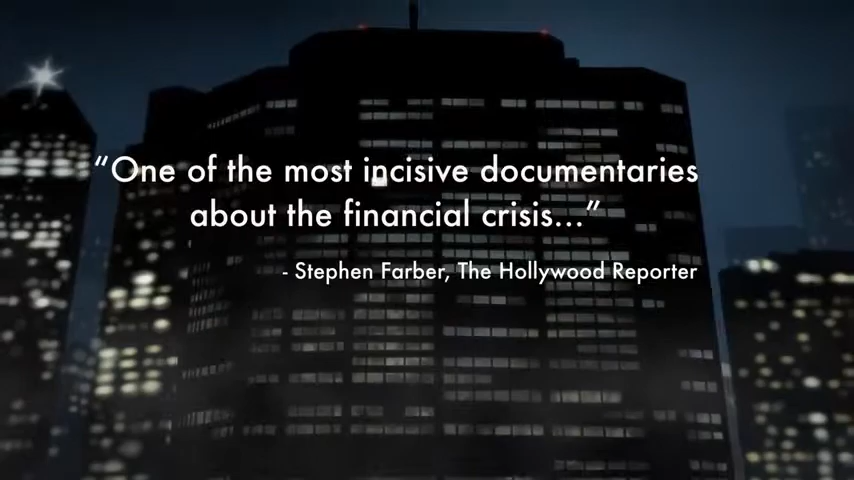 “One of the most incisive documentaries
about the financial crisis...”
- Stephen Farber, The Hollywood Reporter